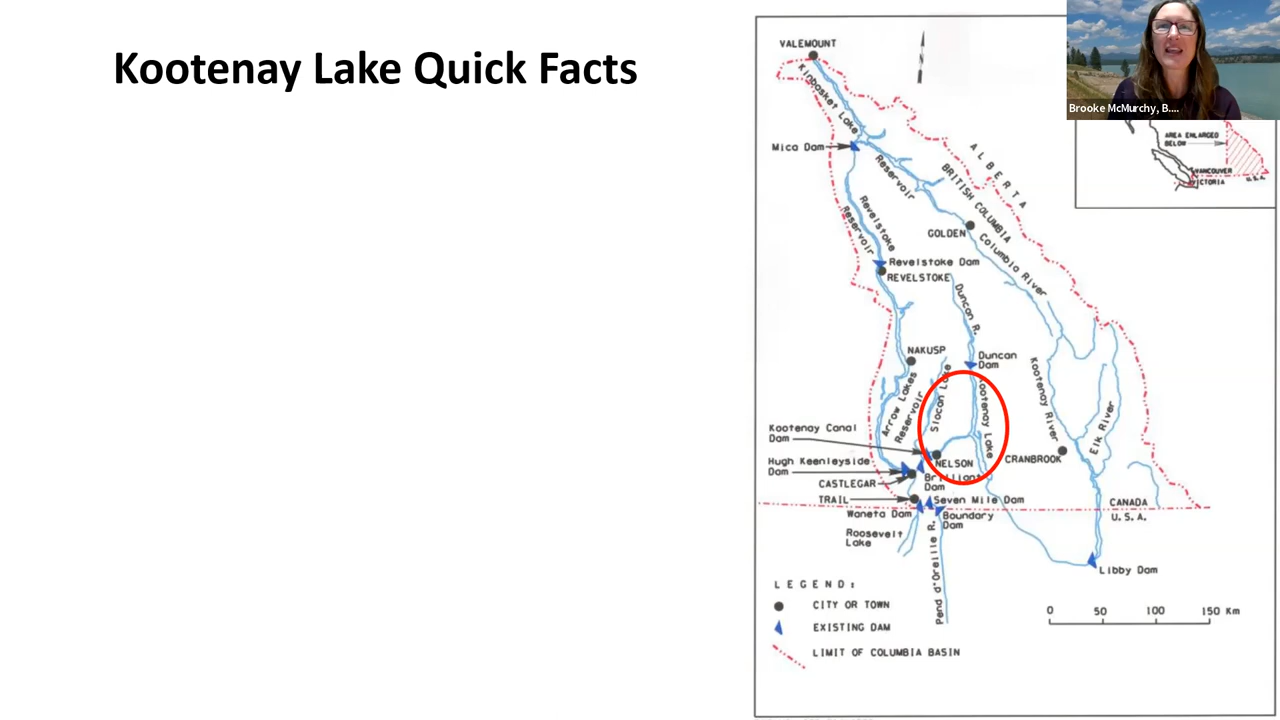 Kootenay Lake Quick Facts
Brooke McMurchy, B....
VALEMOUNT
Kinbasket Lake
Reservoir
Mica Dam
ALBERTA
BRITISH COLUMBIA
AREA ENLARGED
BELOW
VANCOUVER
VICTORIA
U.S.A.
Revelstoke
Reservoir
GOLDEN
Columbia River
Revelstoke Dam
REVELSTOKE
Duncan R.
NAKUSP
Duncan
Dam
Arrow Lakes
Reservoir
Slocan Lake
Kootenay Lake
Kootenay River
Elk River
Kootenay Canal
Dam
NELSON
CRANBROOK
Hugh Keenleyside
Dam
Brilliant
Dam
CASTLEGAR
TRAIL
Seven Mile Dam
CANADA
U.S.A.
Waneta Dam
Boundary
Dam
Roosevelt
Lake
Pend d'Oreille R.
Libby Dam
LEGEND:
CITY OR TOWN
EXISTING DAM
LIMIT OF COLUMBIA BASIN
0 50 100 150 Km